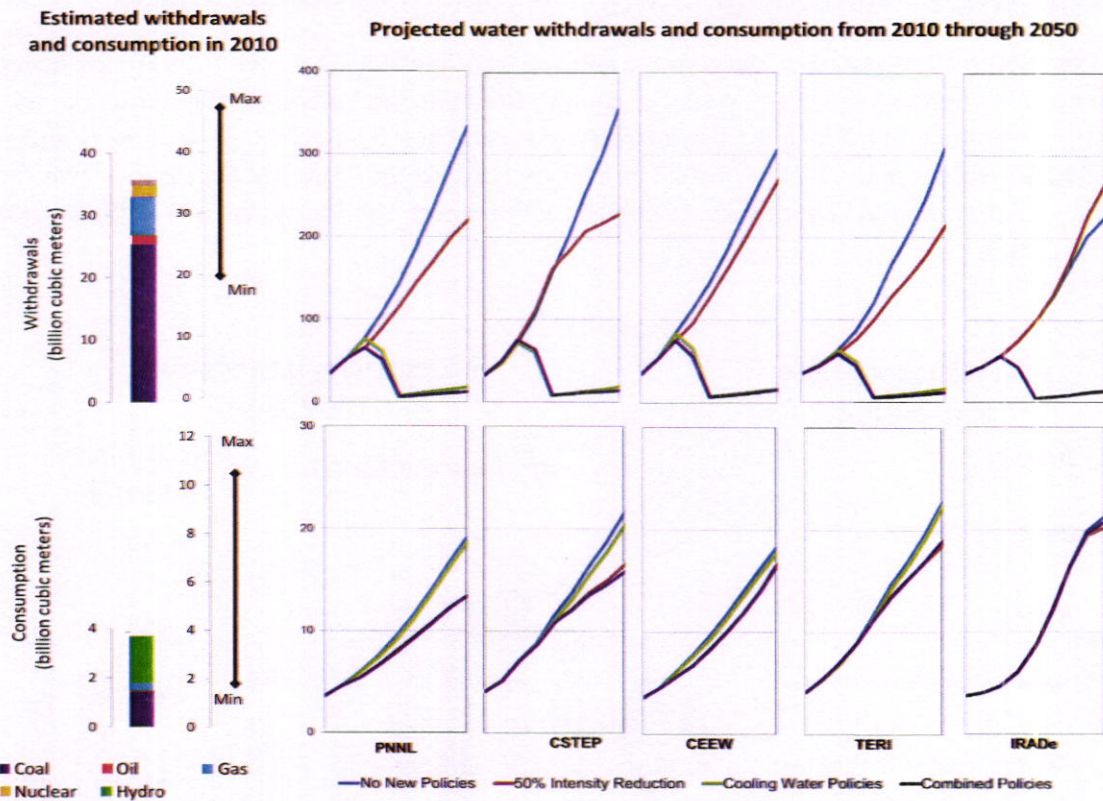 Estimated withdrawals
and consumption in 2010
Projected water withdrawals and consumption from 2010 through 2050
Withdrawals
(billion cubic meters)
40
30
20
10
0
50
40
30
20
10
0
Max
Min
400
300
200
100
0
Consumption
(billion cubic meters)
4
2
0
12
10
8
6
4
2
0
Max
Min
30
20
10
0
PNNL
CSTEP
CEEW
TERI
IRADe
Coal
Oil
Gas
Nuclear
Hydro
No New Policies
50% Intensity Reduction
Cooling Water Policies
Combined Policies